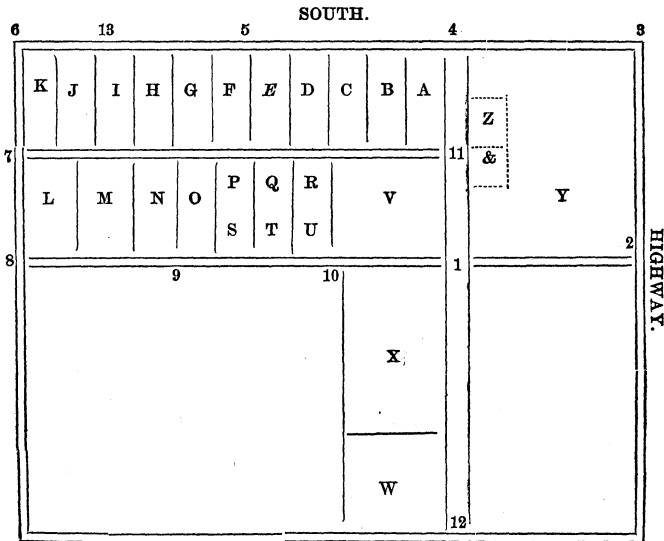 SOUTH.
6 13 5 4 3
K J I H G F E D C B A
Z
7 11 &
L M N O P Q R V Y
S T U
2
8 1
9 10
HIGHWAY.
X
W
12